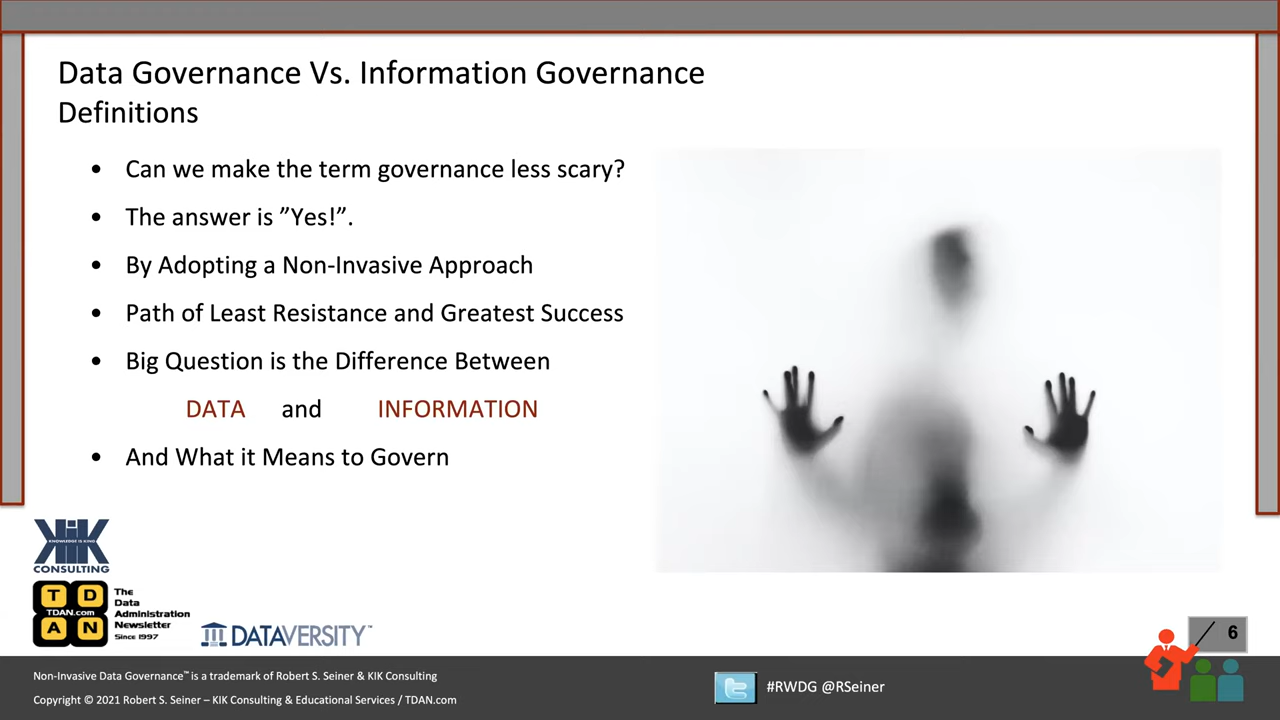 Data Governance Vs. Information Governance
Definitions
• Can we make the term governance less scary?
• The answer is ”Yes!”.
• By Adopting a Non-Invasive Approach
• Path of Least Resistance and Greatest Success
• Big Question is the Difference Between
DATA and INFORMATION
• And What it Means to Govern
KIK
KNOWLEDGE IS KING
CONSULTING
T D
TDAN.com
A N
The
Data
Administration
Newsletter
Since 1997
DATAVERSITY™
6
Non-Invasive Data Governance™ is a trademark of Robert S. Seiner & KIK Consulting
Copyright © 2021 Robert S. Seiner – KIK Consulting & Educational Services / TDAN.com
#RWDG @RSeiner